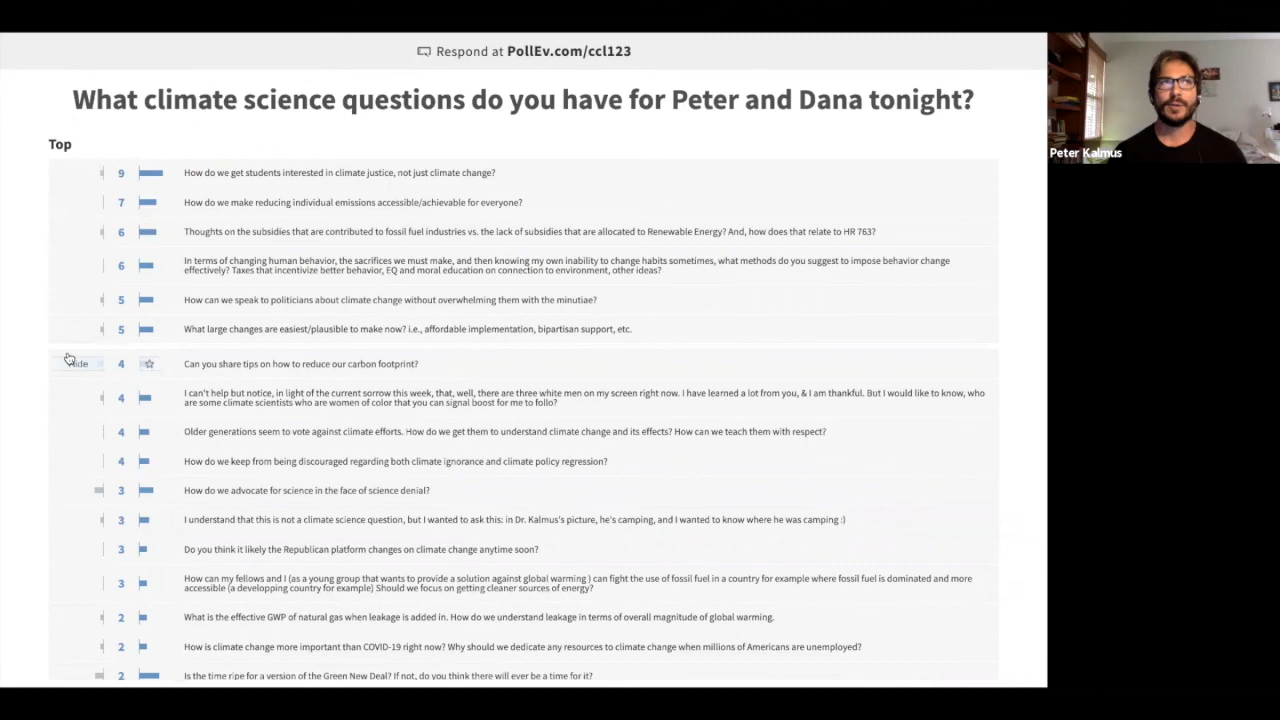 Respond at PollEv.com/ccl123
What climate science questions do you have for Peter and Dana tonight?
Peter Kalmus
Top
9 How do we get students interested in climate justice, not just climate change?
7 How do we make reducing individual emissions accessible/achievable for everyone?
6 Thoughts on the subsidies that are contributed to fossil fuel industries vs. the lack of subsidies that are allocated to Renewable Energy? And, how does that relate to HR 763?
6 In terms of changing human behavior, the sacrifices we must make, and then knowing my own inability to change habits sometimes, what methods do you suggest to impose behavior change
effectively? Taxes that incentivize better behavior, EQ and moral education on connection to environment, other ideas?
5 How can we speak to politicians about climate change without overwhelming them with the minutiae?
5 What large changes are easiest/plausible to make now? i.e., affordable implementation, bipartisan support, etc.
4 Can you share tips on how to reduce our carbon footprint?
4 I can't help but notice, in light of the current sorrow this week, that, well, there are three white men on my screen right now. I have learned a lot from you, & I am thankful. But I would like to know, who
are some climate scientists who are women of color that you can signal boost for me to follo?
4 Older generations seem to vote against climate efforts. How do we get them to understand climate change and its effects? How can we teach them with respect?
4 How do we keep from being discouraged regarding both climate ignorance and climate policy regression?
3 How do we advocate for science in the face of science denial?
3 I understand that this is not a climate science question, but I wanted to ask this: in Dr. Kalmus's picture, he's camping, and I wanted to know where he was camping :)
3 Do you think it likely the Republican platform changes on climate change anytime soon?
3 How can my fellows and I (as a young group that wants to provide a solution against global warming ) can fight the use of fossil fuel in a country for example where fossil fuel is dominated and more
accessible (a developping country for example) Should we focus on getting cleaner sources of energy?
2 What is the effective GWP of natural gas when leakage is added in. How do we understand leakage in terms of overall magnitude of global warming.
2 How is climate change more important than COVID-19 right now? Why should we dedicate any resources to climate change when millions of Americans are unemployed?
2 Is the time ripe for a version of the Green New Deal? If not, do you think there will ever be a time for it?